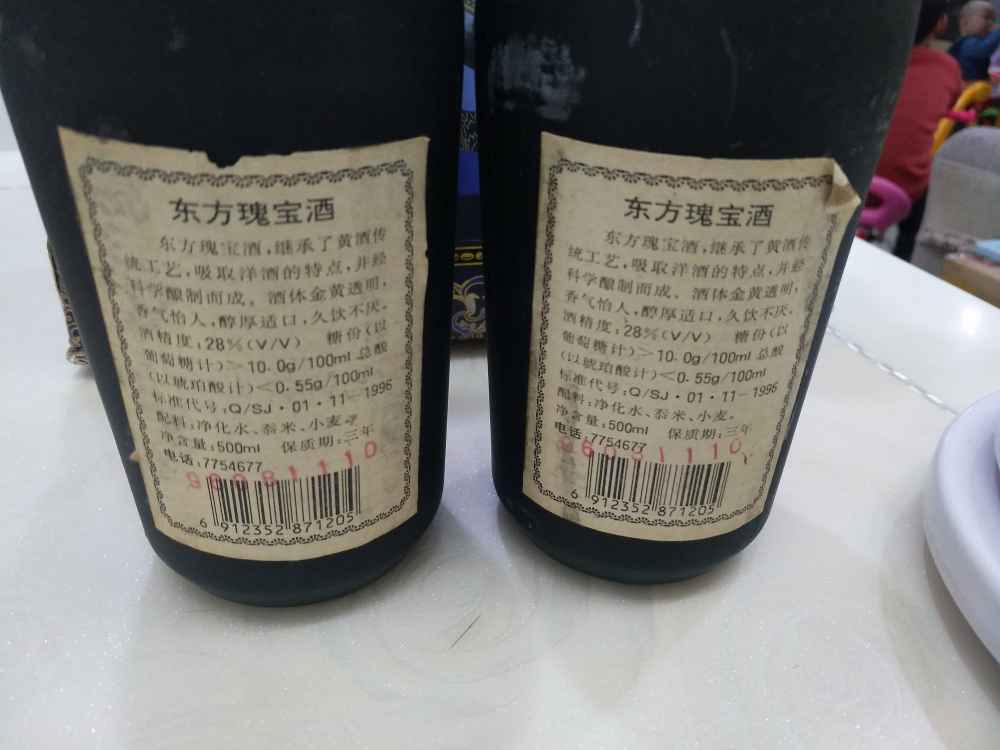 东方瑰宝酒
东方瑰宝酒,继承了黄酒传
统工艺,吸取洋酒的特点,并经
科学酿制而成。酒体金黄透明,
香气怡人,醇厚适口,久饮不厌。
酒精度:28%(V/V) 糖份(以
葡萄糖计)>10.0g/100ml 总酸
(以琥珀酸计)<0.55g/100ml
标准代号:Q/SJ·01·11-1996
配料:净化水、黍米、小麦。
净含量:500ml 保质期:三年
电话:7754677
96081110
6 912352 871205
东方瑰宝酒
东方瑰宝酒,继承了黄酒传
统工艺,吸取洋酒的特点,并经
科学酿制而成。酒体金黄透明,
香气怡人,醇厚适口,久饮不厌。
酒精度:28%(V/V) 糖份(以
葡萄糖计)>10.0g/100ml 总酸
(以琥珀酸计)<0.55g/100ml
标准代号:Q/SJ·01·11-1996
配料:净化水、黍米、小麦。
净含量:500ml 保质期:三年
电话:7754677
96081110
6 912352 871205